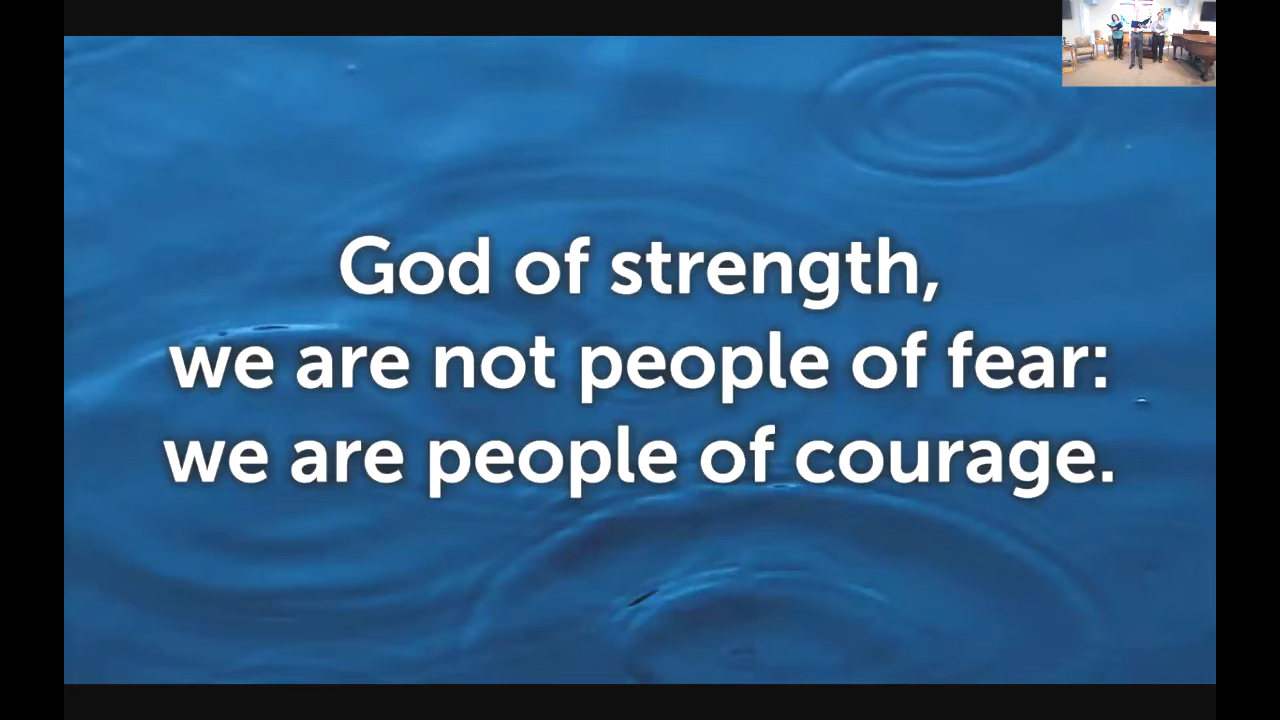 God of strength,
we are not people of fear:
we are people of courage.